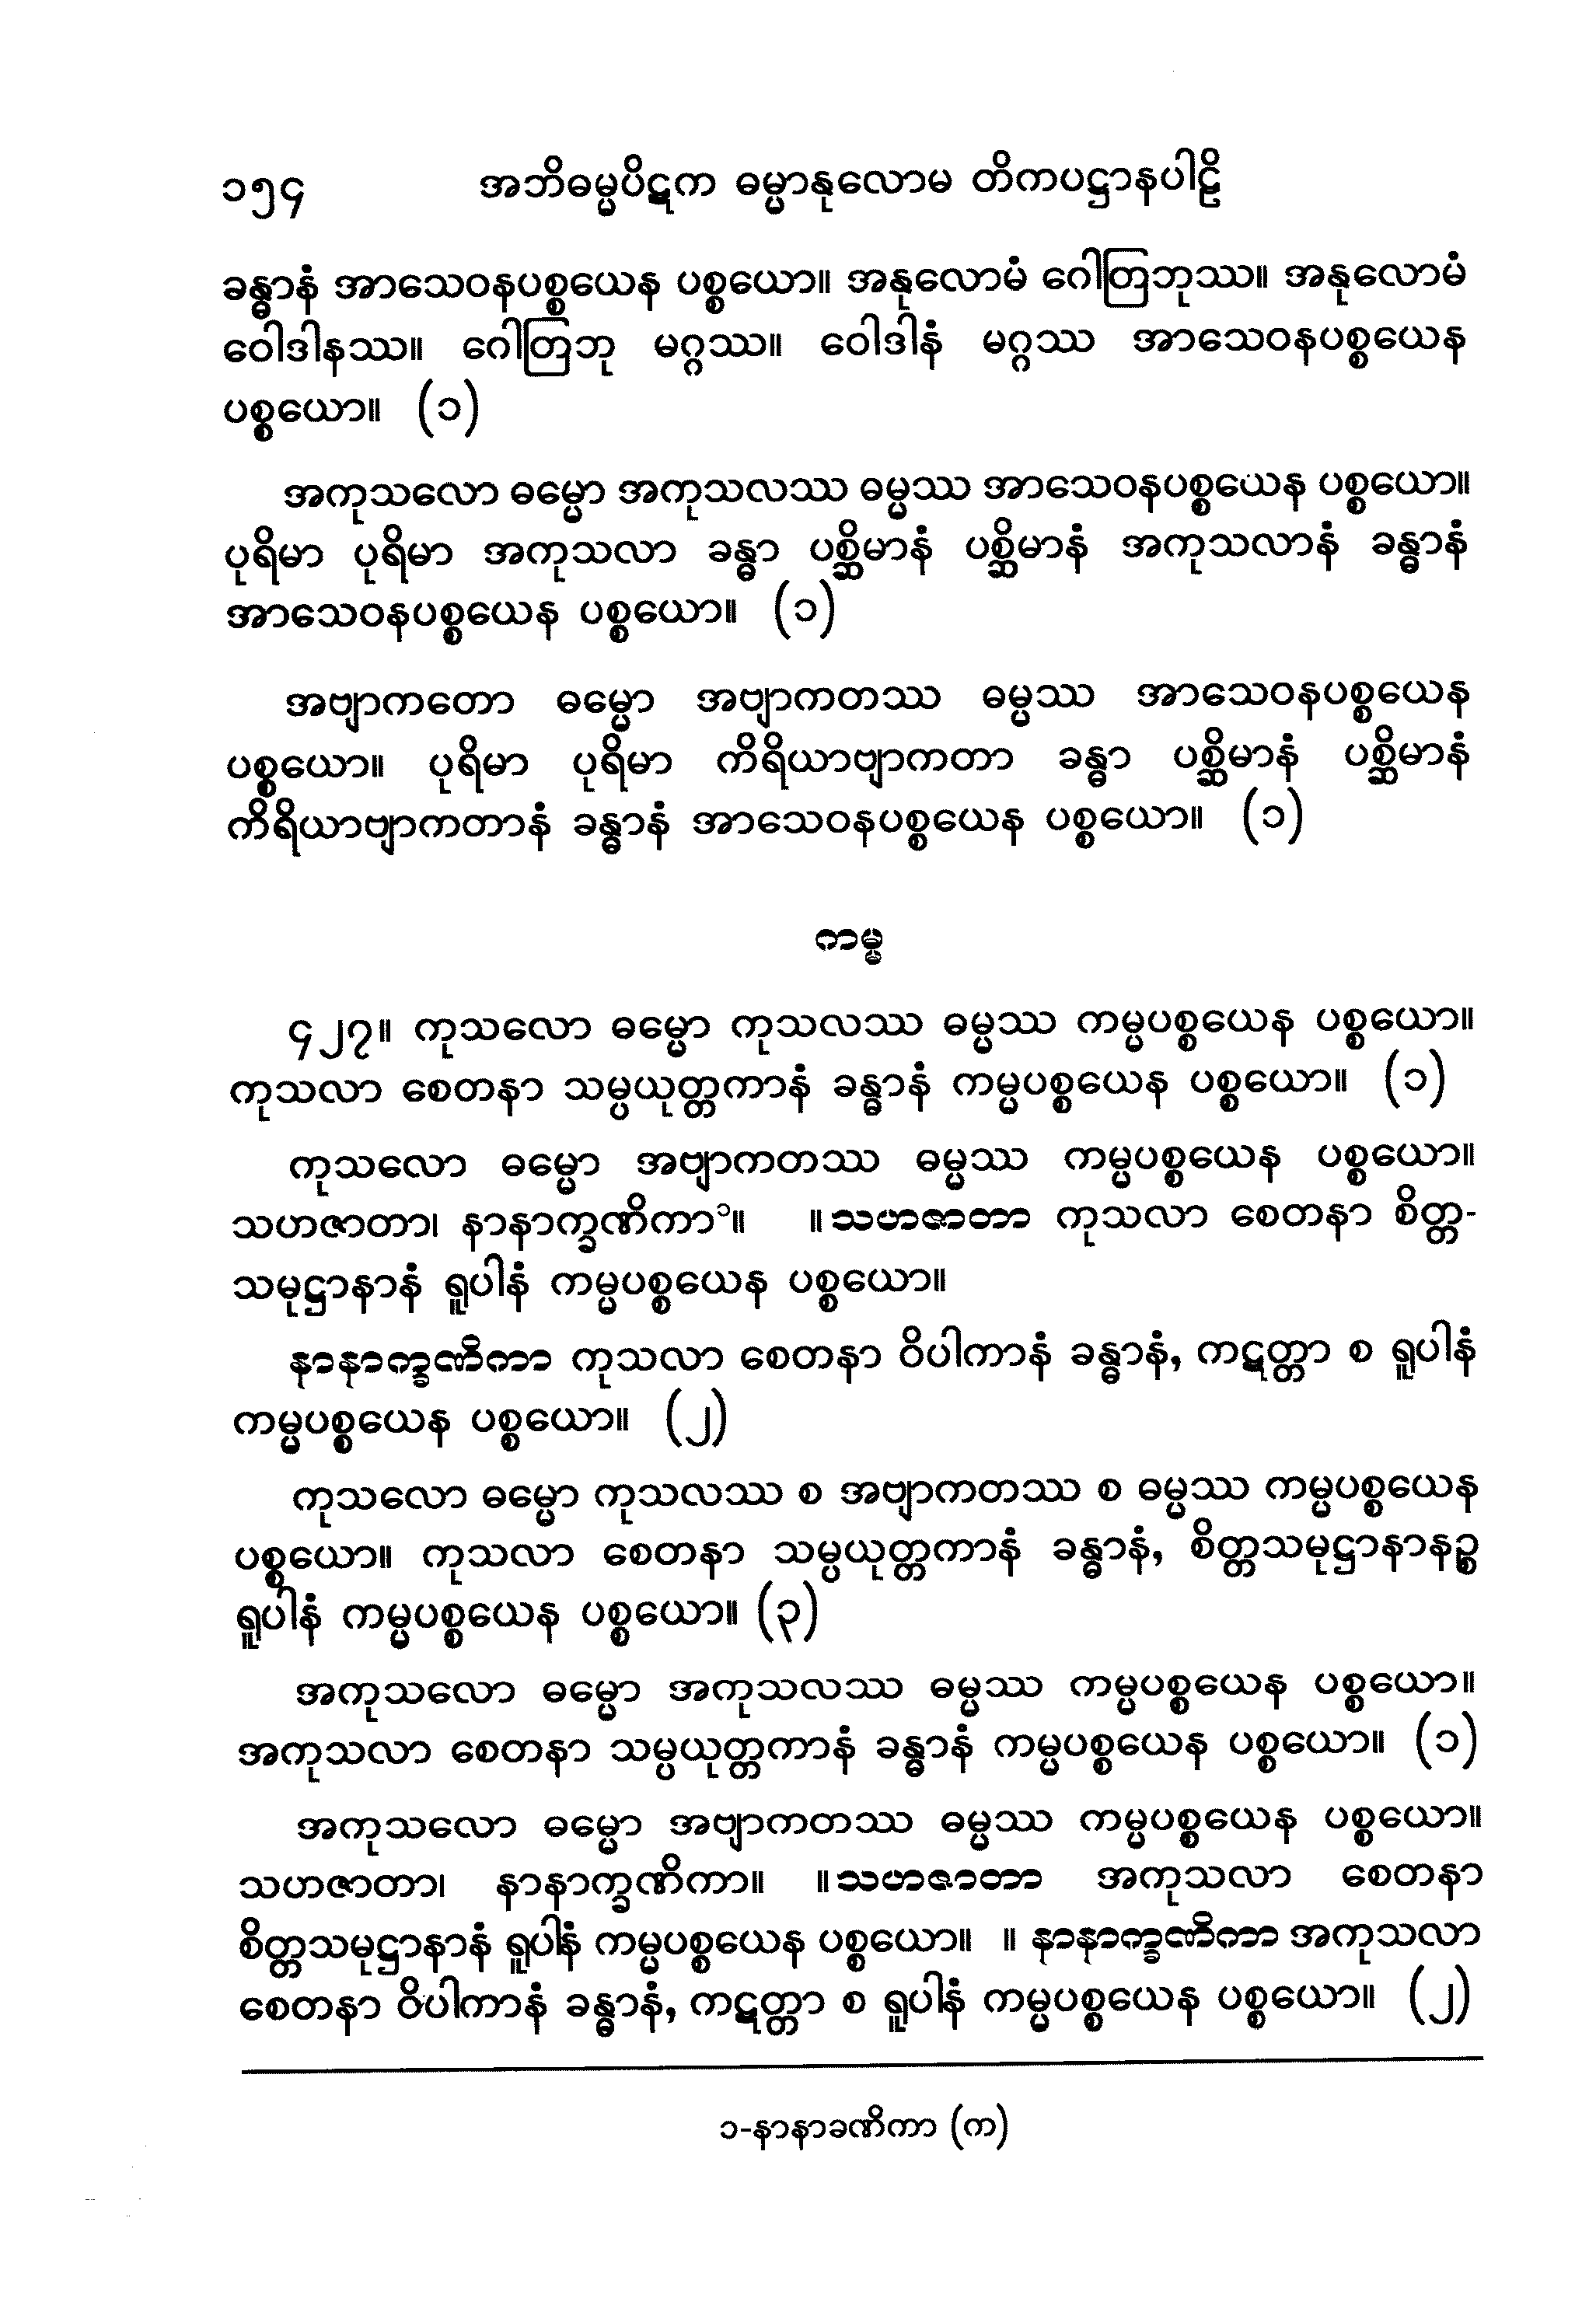 ၁၅၄ အဘိဓမ္မပိဋက ဓမ္မာနုလောမ တိကပဋ္ဌာနပါဠိ
ခန္ဓာနံ အာသေဝနပစ္စယေန ပစ္စယော။ အနုလောမံ ဂေါတြဘုဿ။ အနုလောမံ
ဝေါဒါနဿ။ ဂေါတြဘု မဂ္ဂဿ။ ဝေါဒါနံ မဂ္ဂဿ အာသေဝနပစ္စယေန
ပစ္စယော။ (၁)
အကုသလော ဓမ္မော အကုသလဿ ဓမ္မဿ အာသေဝနပစ္စယေန ပစ္စယော။
ပုရိမာ ပုရိမာ အကုသလာ ခန္ဓာ ပစ္ဆိမာနံ ပစ္ဆိမာနံ အကုသလာနံ ခန္ဓာနံ
အာသေဝနပစ္စယေန ပစ္စယော။ (၁)
အဗျာကတော ဓမ္မော အဗျာကတဿ ဓမ္မဿ အာသေဝနပစ္စယေန
ပစ္စယော။ ပုရိမာ ပုရိမာ ကိရိယာဗျာကတာ ခန္ဓာ ပစ္ဆိမာနံ ပစ္ဆိမာနံ
ကိရိယာဗျာကတာနံ ခန္ဓာနံ အာသေဝနပစ္စယေန ပစ္စယော။ (၁)
ကမ္မ
၄၂၇။ ကုသလော ဓမ္မော ကုသလဿ ဓမ္မဿ ကမ္မပစ္စယေန ပစ္စယော။
ကုသလာ စေတနာ သမ္ပယုတ္တကာနံ ခန္ဓာနံ ကမ္မပစ္စယေန ပစ္စယော။ (၁)
ကုသလော ဓမ္မော အဗျာကတဿ ဓမ္မဿ ကမ္မပစ္စယေန ပစ္စယော။
သဟဇာတာ၊ နာနာက္ခဏိကာ၁။ ။သဟဇာတာ ကုသလာ စေတနာ စိတ္တ-
သမုဋ္ဌာနာနံ ရူပါနံ ကမ္မပစ္စယေန ပစ္စယော။
နာနာက္ခဏိကာ ကုသလာ စေတနာ ဝိပါကာနံ ခန္ဓာနံ, ကဋတ္တာ စ ရူပါနံ
ကမ္မပစ္စယေန ပစ္စယော။ (၂)
ကုသလော ဓမ္မော ကုသလဿ စ အဗျာကတဿ စ ဓမ္မဿ ကမ္မပစ္စယေန
ပစ္စယော။ ကုသလာ စေတနာ သမ္ပယုတ္တကာနံ ခန္ဓာနံ, စိတ္တသမုဋ္ဌာနာနဉ္စ
ရူပါနံ ကမ္မပစ္စယေန ပစ္စယော။ (၃)
အကုသလော ဓမ္မော အကုသလဿ ဓမ္မဿ ကမ္မပစ္စယေန ပစ္စယော။
အကုသလာ စေတနာ သမ္ပယုတ္တကာနံ ခန္ဓာနံ ကမ္မပစ္စယေန ပစ္စယော။ (၁)
အကုသလော ဓမ္မော အဗျာကတဿ ဓမ္မဿ ကမ္မပစ္စယေန ပစ္စယော။
သဟဇာတာ၊ နာနာက္ခဏိကာ။ ။သဟဇာတာ အကုသလာ စေတနာ
စိတ္တသမုဋ္ဌာနာနံ ရူပါနံ ကမ္မပစ္စယေန ပစ္စယော။ ။ နာနာက္ခဏိကာ အကုသလာ
စေတနာ ဝိပါကာနံ ခန္ဓာနံ, ကဋတ္တာ စ ရူပါနံ ကမ္မပစ္စယေန ပစ္စယော။ (၂)
၁-နာနာခဏိကာ (က)